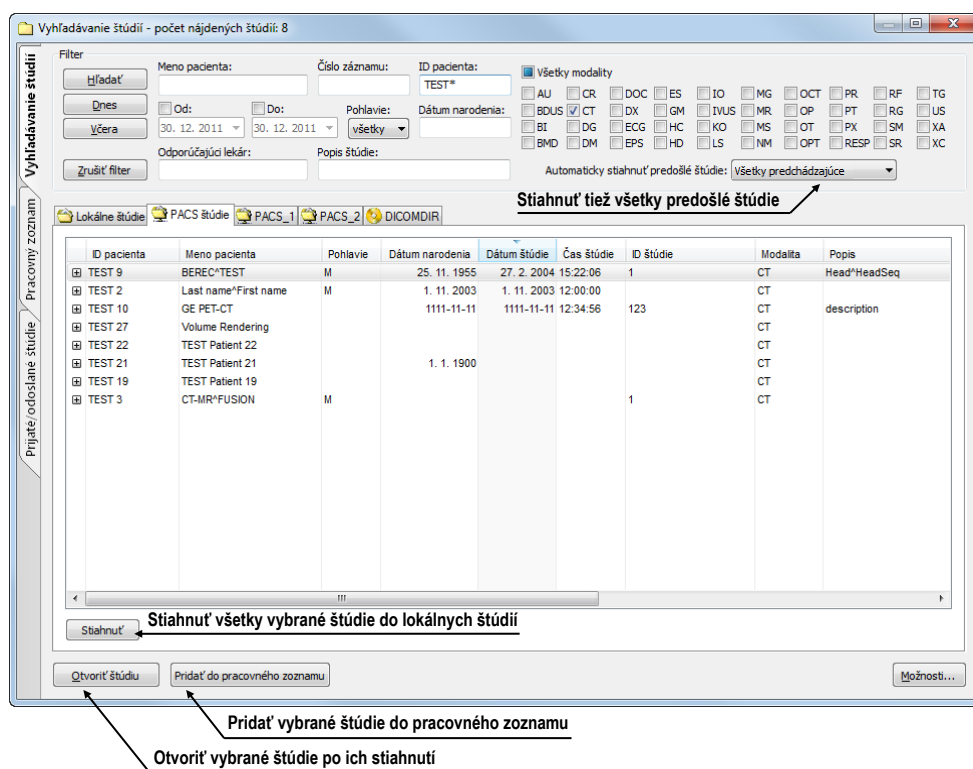 Vyhľadávanie štúdií - počet nájdených štúdií: 8
Vyhľadávanie štúdií
Pracovný zoznam
Prijaté/odoslané štúdie
Filter
Hľadať
Dnes
Včera
Zrušiť filter
Meno pacienta:
Číslo záznamu:
ID pacienta:
TEST*
Od:
Do:
Pohlavie:
Dátum narodenia:
30. 12. 2011
30. 12. 2011
všetky
Odporúčajúci lekár:
Popis štúdie:
Všetky modality
AU CR DOC ES IO MG OCT PR RF TG
BDUS CT DX GM IVUS MR OP PT RG US
BI DG ECG HC KO MS OT PX SM XA
BMD DM EPS HD LS NM OPT RESP SR XC
Automaticky stiahnuť predošlé štúdie: Všetky predchádzajúce
Stiahnuť tiež všetky predošlé štúdie
Lokálne štúdie PACS štúdie PACS_1 PACS_2 DICOMDIR
ID pacienta Meno pacienta Pohlavie Dátum narodenia Dátum štúdie Čas štúdie ID štúdie Modalita Popis
TEST 9 BEREC^TEST M 25. 11. 1955 27. 2. 2004 15:22:06 1 CT Head^HeadSeq
TEST 2 Last name^First name M 1. 11. 2003 1. 11. 2003 12:00:00 CT
TEST 10 GE PET-CT 1111-11-11 1111-11-11 12:34:56 123 CT description
TEST 27 Volume Rendering CT
TEST 22 TEST Patient 22 CT
TEST 21 TEST Patient 21 1. 1. 1900 CT
TEST 19 TEST Patient 19 CT
TEST 3 CT-MR^FUSION M 1 CT
Stiahnuť
Stiahnuť všetky vybrané štúdie do lokálnych štúdií
Otvoriť štúdiu
Pridať do pracovného zoznamu
Možnosti...
Pridať vybrané štúdie do pracovného zoznamu
Otvoriť vybrané štúdie po ich stiahnutí